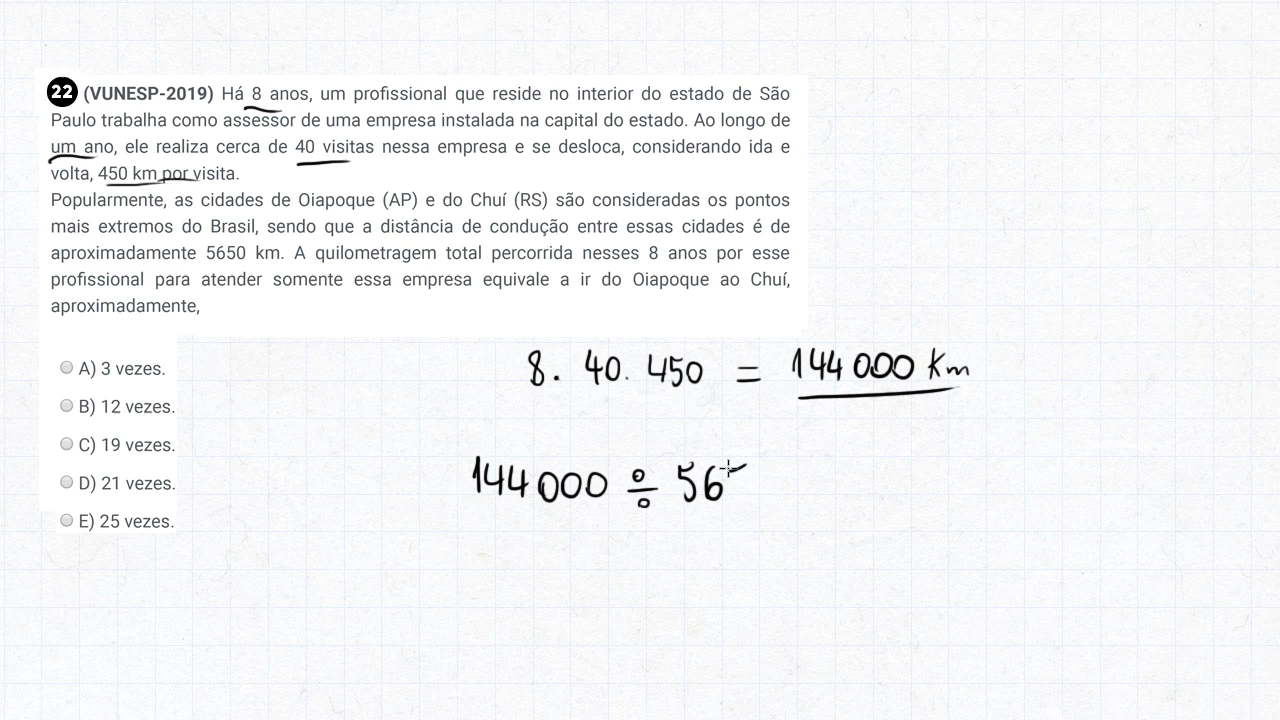 22 (VUNESP-2019) Há 8 anos, um profissional que reside no interior do estado de São
Paulo trabalha como assessor de uma empresa instalada na capital do estado. Ao longo de
um ano, ele realiza cerca de 40 visitas nessa empresa e se desloca, considerando ida e
volta, 450 km por visita.
Popularmente, as cidades de Oiapoque (AP) e do Chuí (RS) são consideradas os pontos
mais extremos do Brasil, sendo que a distância de condução entre essas cidades é de
aproximadamente 5650 km. A quilometragem total percorrida nesses 8 anos por esse
profissional para atender somente essa empresa equivale a ir do Oiapoque ao Chuí,
aproximadamente,
A) 3 vezes.
B) 12 vezes.
C) 19 vezes.
D) 21 vezes.
E) 25 vezes.
8. 40. 450 = 144 000 Km
144 000 ÷ 56